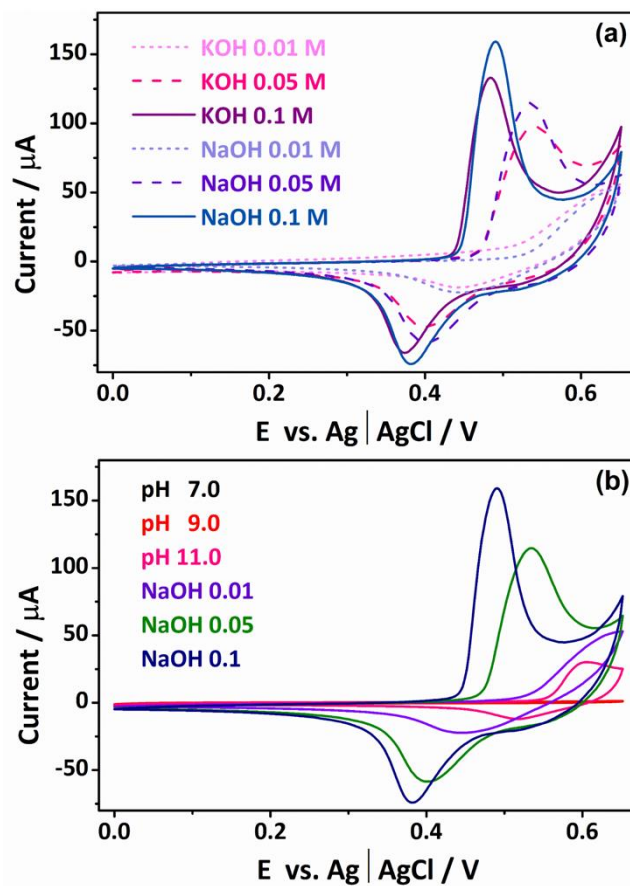 (a)
KOH 0.01 M
KOH 0.05 M
KOH 0.1 M
NaOH 0.01 M
NaOH 0.05 M
NaOH 0.1 M
150
100
50
0
-50
Current / µA
0.0 0.2 0.4 0.6
E vs. Ag | AgCl / V
(b)
pH 7.0
pH 9.0
pH 11.0
NaOH 0.01
NaOH 0.05
NaOH 0.1
150
100
50
0
-50
Current / µA
0.0 0.2 0.4 0.6
E vs. Ag | AgCl / V